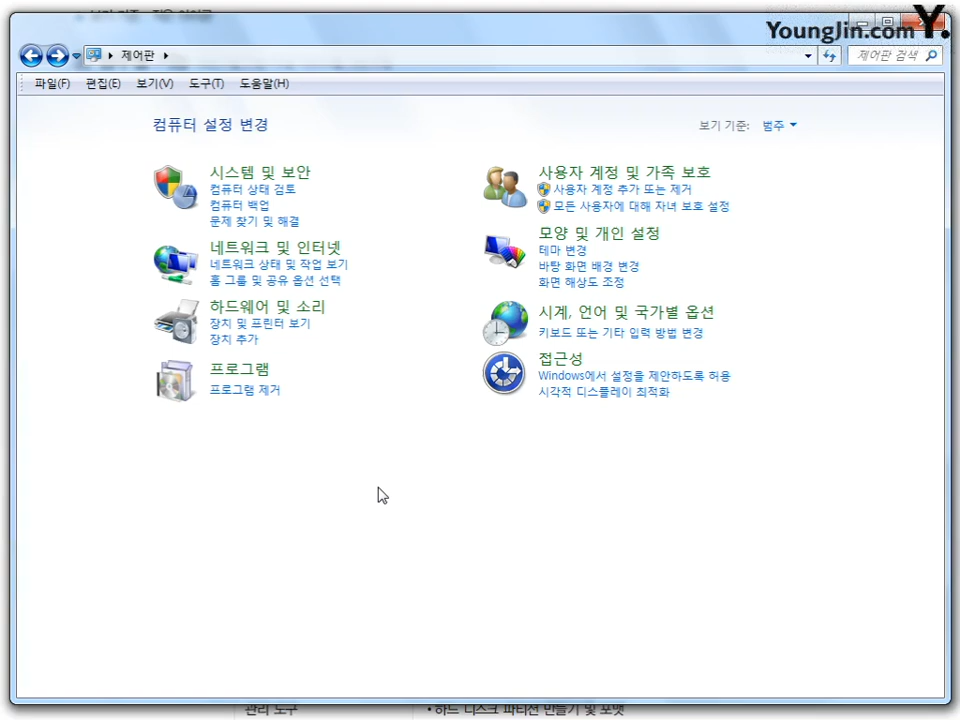 YoungJin.com Y.
제어판
제어판 검색
파일(F) 편집(E) 보기(V) 도구(T) 도움말(H)
컴퓨터 설정 변경
보기 기준: 범주
시스템 및 보안
컴퓨터 상태 검토
컴퓨터 백업
문제 찾기 및 해결
네트워크 및 인터넷
네트워크 상태 및 작업 보기
홈 그룹 및 공유 옵션 선택
하드웨어 및 소리
장치 및 프린터 보기
장치 추가
프로그램
프로그램 제거
사용자 계정 및 가족 보호
사용자 계정 추가 또는 제거
모든 사용자에 대해 자녀 보호 설정
모양 및 개인 설정
테마 변경
바탕 화면 배경 변경
화면 해상도 조정
시계, 언어 및 국가별 옵션
키보드 또는 기타 입력 방법 변경
접근성
Windows에서 설정을 제안하도록 허용
시각적 디스플레이 최적화
관리 도구
• 하드 디스크 파티션 만들기 및 포맷